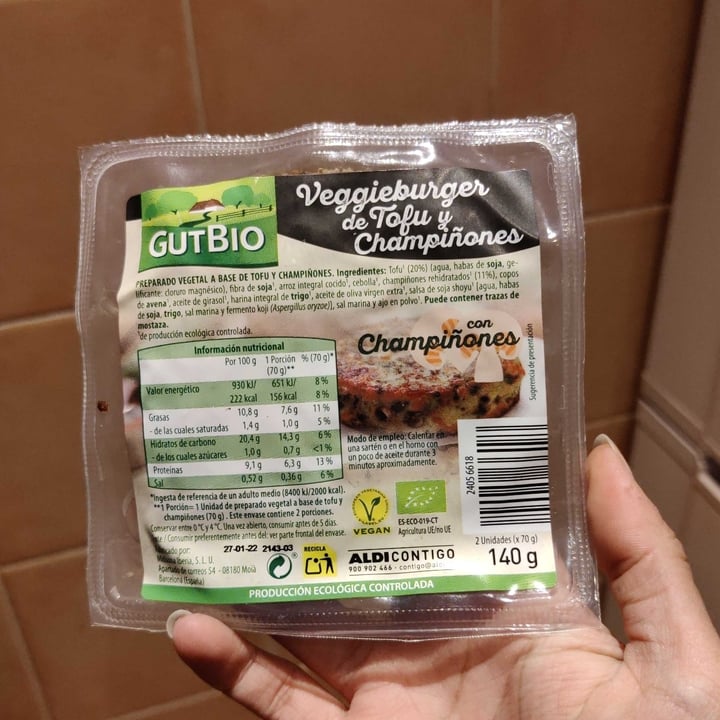 GUTBIO
Veggieburger
de Tofu y
Champiñones
PREPARADO VEGETAL A BASE DE TOFU Y CHAMPIÑONES. Ingredientes: Tofu¹ (20%) (agua, habas de soja, ge-
lificante: cloruro magnésico), fibra de soja¹, arroz integral cocido¹, cebolla¹, champiñones rehidratados¹ (11%), copos
de avena¹, aceite de girasol¹, harina integral de trigo¹, aceite de oliva virgen extra¹, salsa de soja shoyu¹ (agua, habas
de soja, trigo, sal marina y fermento koji (Aspergillus oryzae)), sal marina y ajo en polvo¹. Puede contener trazas de
mostaza.
¹de producción ecológica controlada.
con
Champiñones
Sugerencia de presentación
Información nutricional
Por 100 g 1 Porción % (70 g)*
(70 g)**
Valor energético 930 kJ/ 651 kJ/ 8 %
222 kcal 156 kcal 8 %
Grasas 10,8 g 7,6 g 11 %
- de las cuales saturadas 1,4 g 1,0 g 5 %
Hidratos de carbono 20,4 g 14,3 g 6 %
- de los cuales azúcares 1,0 g 0,7 g <1 %
Proteínas 9,1 g 6,3 g 13 %
Sal 0,52 g 0,36 g 6 %
*Ingesta de referencia de un adulto medio (8400 kJ/2000 kcal).
**1 Porción= 1 Unidad de preparado vegetal a base de tofu y
champiñones (70 g). Este envase contiene 2 porciones.
Conservar entre 0 °C y 4 °C. Una vez abierto, consumir antes de 5 días.
Consumir preferentemente antes del: ver parte frontal del envase.
Modo de empleo: Calentar en
una sartén o en el horno con
un poco de aceite durante 3
minutos aproximadamente.
2405 6618
VEGAN
ES-ECO-019-CT
Agricultura UE/no UE
2 Unidades (x 70 g)
140 g
por:
S. L. U.
Apartado de correos 54 - 08180 Moià
Barcelona (España)
27-01-22 2143-03
RECICLA
ALDI CONTIGO
900 902 466 - contigo@
PRODUCCIÓN ECOLÓGICA CONTROLADA